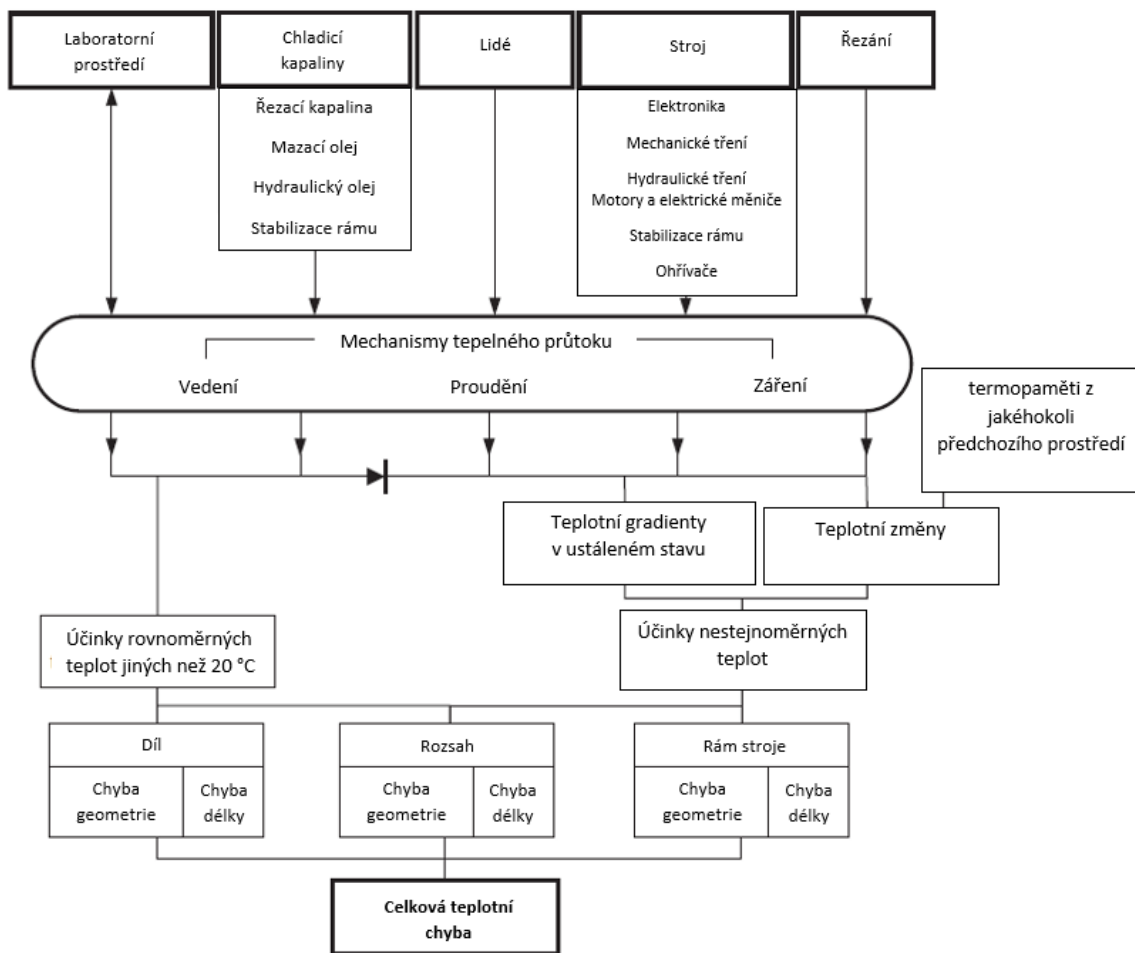 Laboratorní
prostředí
Chladicí
kapaliny
Lidé
Stroj
Řezání
Řezací kapalina
Mazací olej
Hydraulický olej
Stabilizace rámu
Elektronika
Mechanické tření
Hydraulické tření
Motory a elektrické měniče
Stabilizace rámu
Ohřívače
Mechanismy tepelného průtoku
Vedení
Proudění
Záření
termopaměti z
jakéhokoli
předchozího prostředí
Teplotní gradienty
v ustáleném stavu
Teplotní změny
Účinky rovnoměrných
teplot jiných než 20 °C
Účinky nestejnoměrných
teplot
Díl
Chyba
geometrie
Chyba
délky
Rozsah
Chyba
geometrie
Chyba
délky
Rám stroje
Chyba
geometrie
Chyba
délky
Celková teplotní
chyba